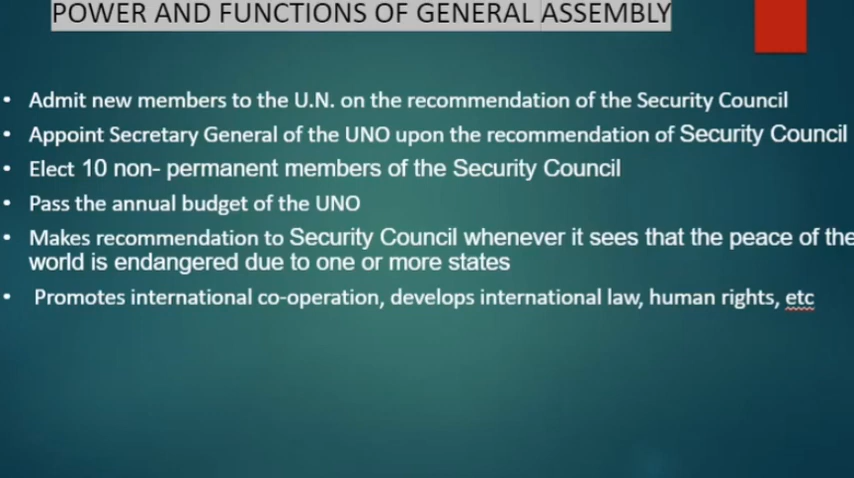 POWER AND FUNCTIONS OF GENERAL ASSEMBLY
• Admit new members to the U.N. on the recommendation of the Security Council
• Appoint Secretary General of the UNO upon the recommendation of Security Council
• Elect 10 non- permanent members of the Security Council
• Pass the annual budget of the UNO
• Makes recommendation to Security Council whenever it sees that the peace of the
world is endangered due to one or more states
• Promotes international co-operation, develops international law, human rights, etc